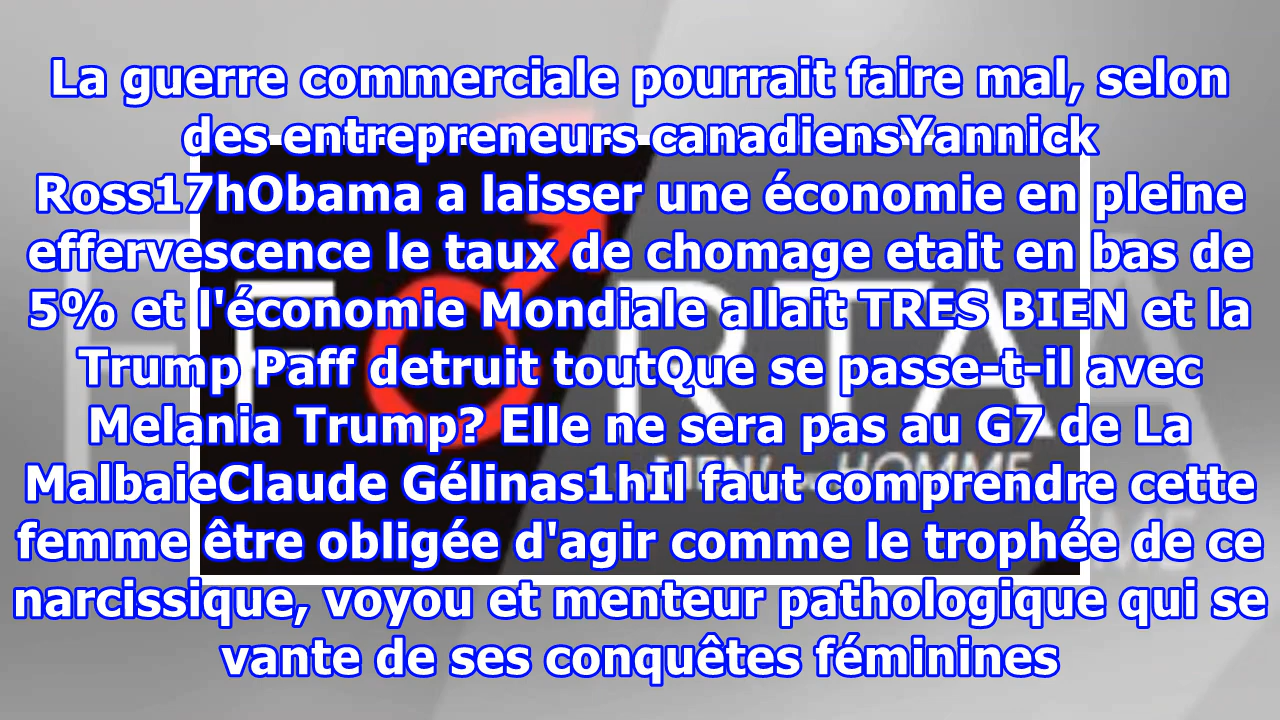 La guerre commerciale pourrait faire mal, selon
des entrepreneurs canadiensYannick
Ross17hObama a laisser une économie en pleine
effervescence le taux de chomage etait en bas de
5% et l'économie Mondiale allait TRES BIEN et la
Trump Paff detruit toutQue se passe-t-il avec
Melania Trump? Elle ne sera pas au G7 de La
MalbaieClaude Gélinas1hIl faut comprendre cette
femme être obligée d'agir comme le trophée de ce
narcissique, voyou et menteur pathologique qui se
vante de ses conquêtes féminines